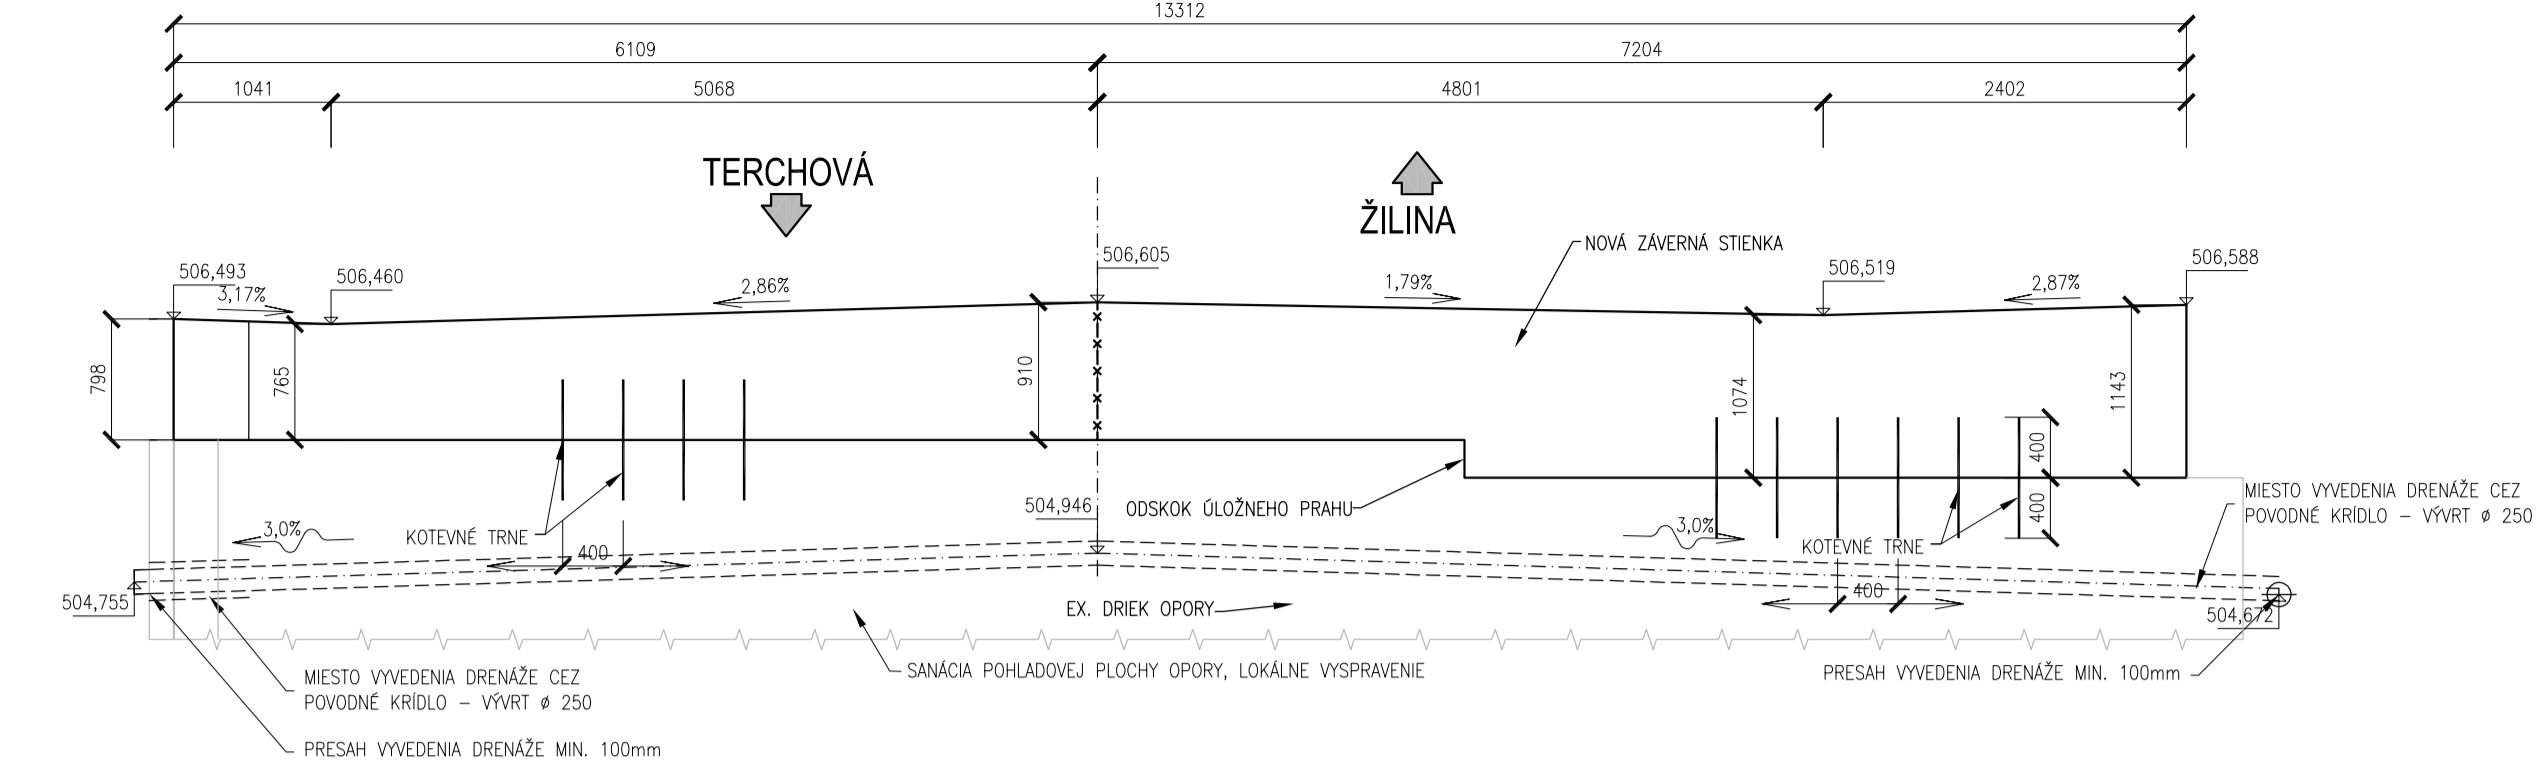 13312
6109
7204
1041
5068
4801
2402
TERCHOVÁ
ŽILINA
NOVÁ ZÁVERNÁ STIENKA
506,493
506,460
506,605
506,519
506,588
3,17%
2,86%
1,79%
2,87%
798
765
910
1074
1143
400
400
504,946
ODSKOK ÚLOŽNEHO PRAHU
MIESTO VYVEDENIA DRENÁŽE CEZ
POVODNÉ KRÍDLO – VÝVRT ø 250
3,0%
KOTEVNÉ TRNE
400
3,0%
KOTEVNÉ TRNE
400
504,755
EX. DRIEK OPORY
504,672
MIESTO VYVEDENIA DRENÁŽE CEZ
POVODNÉ KRÍDLO – VÝVRT ø 250
SANÁCIA POHLADOVEJ PLOCHY OPORY, LOKÁLNE VYSPRAVENIE
PRESAH VYVEDENIA DRENÁŽE MIN. 100mm
PRESAH VYVEDENIA DRENÁŽE MIN. 100mm